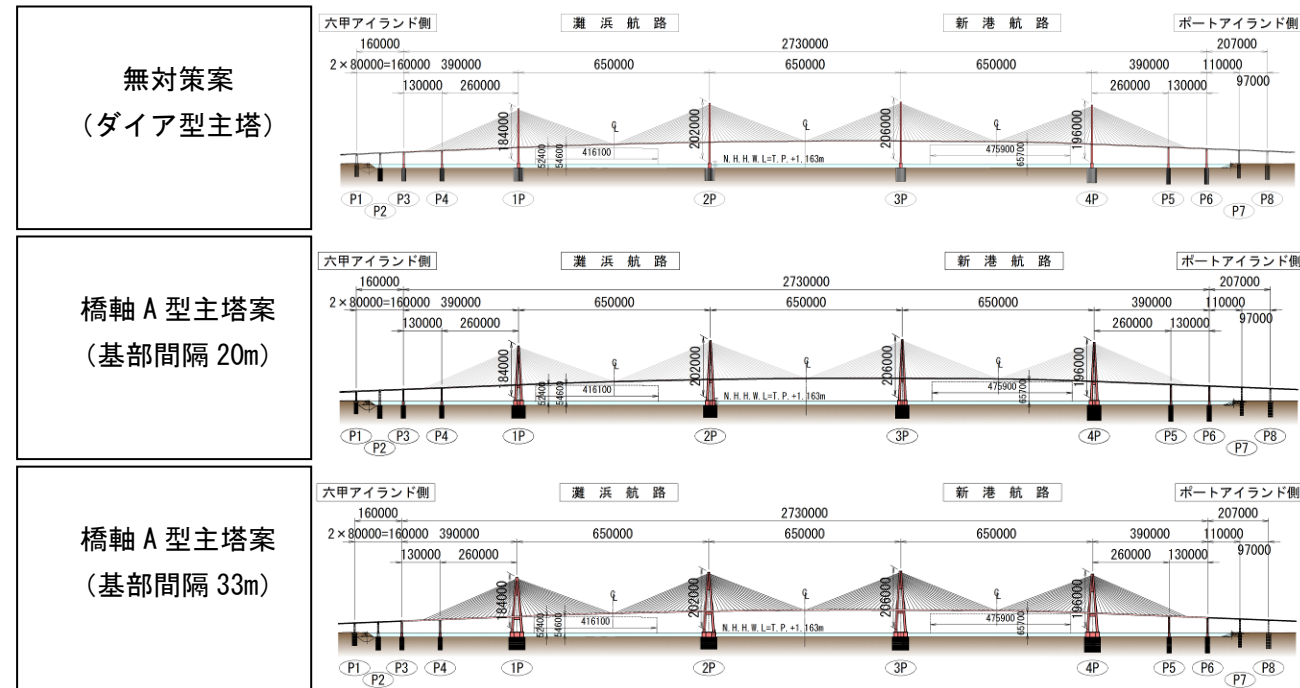 無対策案
(ダイア型主塔)
六甲アイランド側
灘 浜 航 路
新 港 航 路
ポートアイランド側
160000
2730000
207000
2×80000=160000
390000
650000
650000
650000
390000
110000
130000
260000
260000
130000
97000
184000
202000
206000
196000
52400
54600
416100
475900
65700
N.H.H.W.L=T.P.+1.163m
P1
P2
P3
P4
1P
2P
3P
4P
P5
P6
P7
P8
橋軸A型主塔案
(基部間隔20m)
六甲アイランド側
灘 浜 航 路
新 港 航 路
ポートアイランド側
160000
2730000
207000
2×80000=160000
390000
650000
650000
650000
390000
110000
130000
260000
260000
130000
97000
184000
202000
206000
196000
52400
54600
416100
475900
65700
N.H.H.W.L=T.P.+1.163m
P1
P2
P3
P4
1P
2P
3P
4P
P5
P6
P7
P8
橋軸A型主塔案
(基部間隔33m)
六甲アイランド側
灘 浜 航 路
新 港 航 路
ポートアイランド側
160000
2730000
207000
2×80000=160000
390000
650000
650000
650000
390000
110000
130000
260000
260000
130000
97000
184000
202000
206000
196000
52400
54600
416100
475900
65700
N.H.H.W.L=T.P.+1.163m
P1
P2
P3
P4
1P
2P
3P
4P
P5
P6
P7
P8